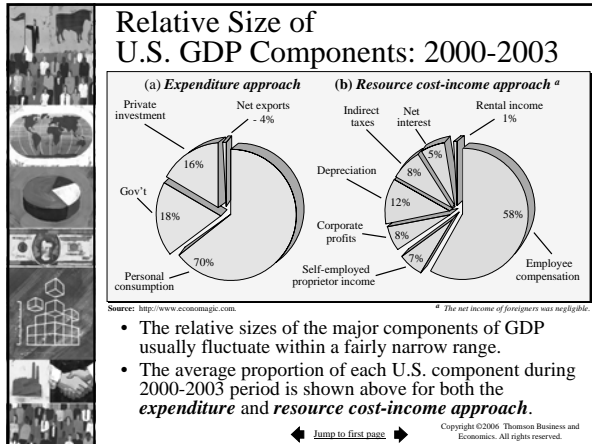 Relative Size of
U.S. GDP Components: 2000-2003
(a) Expenditure approach
Private
investment
Net exports
- 4%
16%
Gov't
18%
70%
Personal
consumption
(b) Resource cost-income approach a
Indirect
taxes
Net
interest
Rental income
1%
5%
8%
Depreciation
12%
58%
Corporate
profits
8%
7%
Self-employed
proprietor income
Employee
compensation
Source: http://www.economagic.com.
a The net income of foreigners was negligible.
• The relative sizes of the major components of GDP
usually fluctuate within a fairly narrow range.
• The average proportion of each U.S. component during
2000-2003 period is shown above for both the
expenditure and resource cost-income approach.
Jump to first page
Copyright ©2006 Thomson Business and
Economics. All rights reserved.